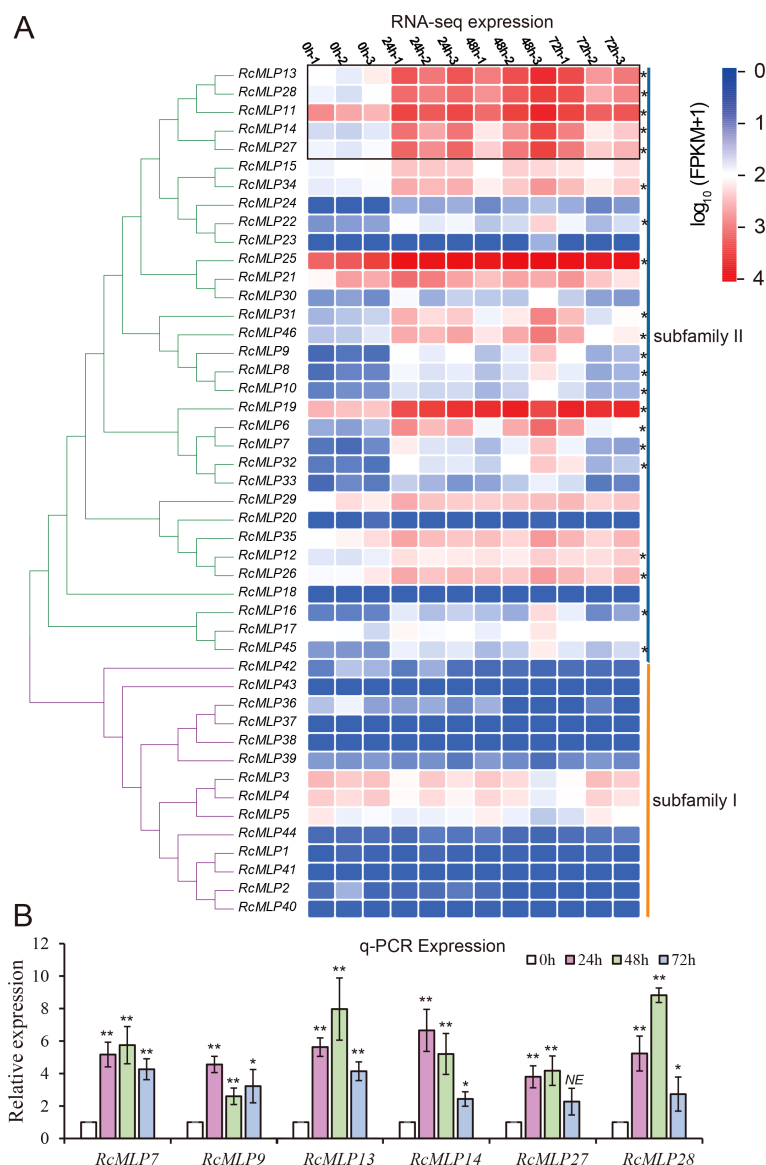 A
RNA-seq expression
0h-1 0h-2 0h-3 24h-1 24h-2 24h-3 48h-1 48h-2 48h-3 72h-1 72h-2 72h-3
RcMLP13 *
RcMLP28 *
RcMLP11 *
RcMLP14 *
RcMLP27 *
RcMLP15
RcMLP34 *
RcMLP24
RcMLP22 *
RcMLP23
RcMLP25 *
RcMLP21
RcMLP30
RcMLP31 *
RcMLP46 *
RcMLP9 *
RcMLP8 *
RcMLP10 *
RcMLP19 *
RcMLP6 *
RcMLP7 *
RcMLP32 *
RcMLP33
RcMLP29
RcMLP20
RcMLP35
RcMLP12 *
RcMLP26 *
RcMLP18
RcMLP16 *
RcMLP17
RcMLP45 *
RcMLP42
RcMLP43
RcMLP36
RcMLP37
RcMLP38
RcMLP39
RcMLP3
RcMLP4
RcMLP5
RcMLP44
RcMLP1
RcMLP41
RcMLP2
RcMLP40
subfamily II
subfamily I
0
1
2
3
4
log10 (FPKM+1)
B
q-PCR Expression
0h 24h 48h 72h
Relative expression
12
10
8
6
4
2
0
** ** **
** ** *
** ** **
** ** *
** ** NE
** ** *
RcMLP7 RcMLP9 RcMLP13 RcMLP14 RcMLP27 RcMLP28